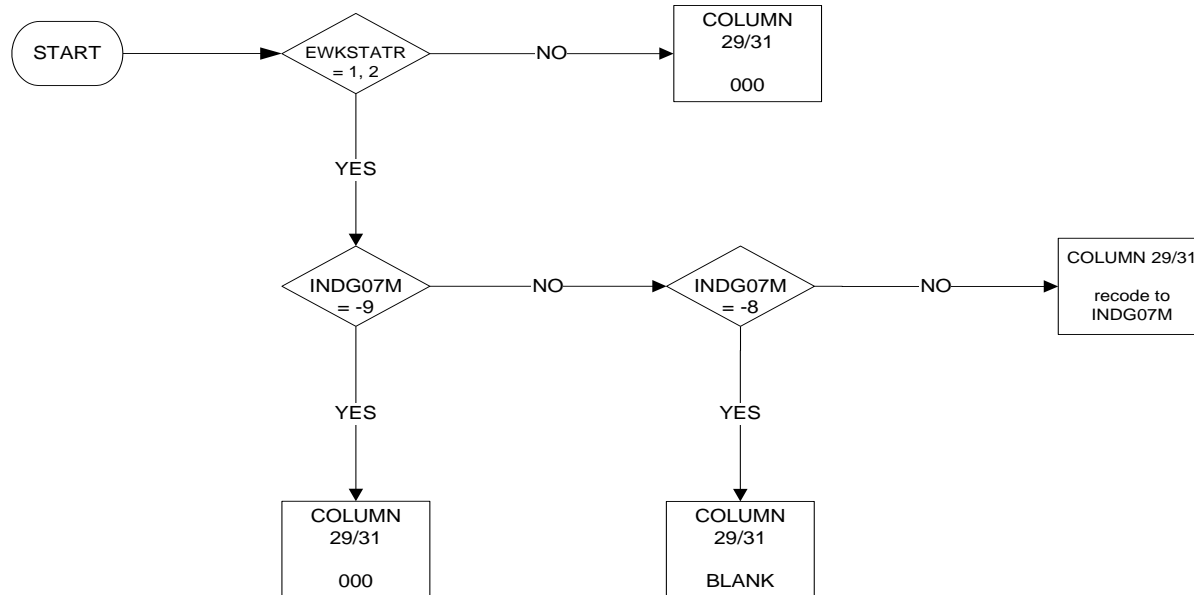 START
EWKSTATR
= 1, 2
NO
COLUMN
29/31
000
YES
INDG07M
= -9
NO
INDG07M
= -8
NO
COLUMN 29/31
recode to
INDG07M
YES
YES
COLUMN
29/31
000
COLUMN
29/31
BLANK